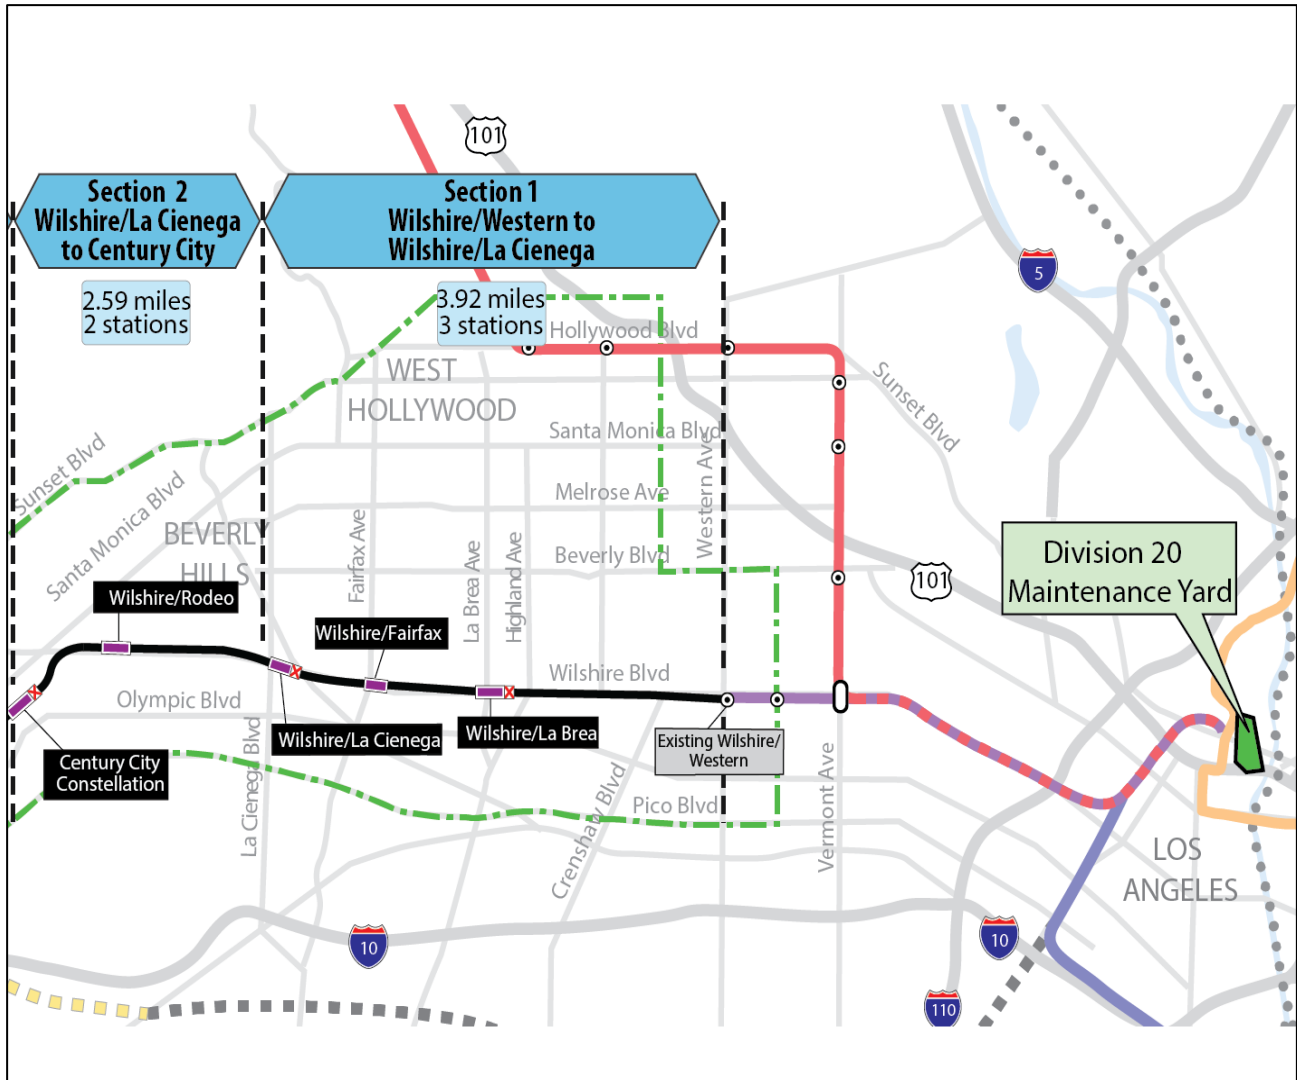 101
Section 2
Wilshire/La Cienega
to Century City
Section 1
Wilshire/Western to
Wilshire/La Cienega
2.59 miles
2 stations
3.92 miles
3 stations
5
Hollywood Blvd
WEST
HOLLYWOOD
Sunset Blvd
Santa Monica Blvd
Western Ave
Sunset Blvd
Santa Monica Blvd
Melrose Ave
BEVERLY
HILLS
Fairfax Ave
La Brea Ave
Highland Ave
Beverly Blvd
101
Division 20
Maintenance Yard
Wilshire/Rodeo
Wilshire/Fairfax
Wilshire Blvd
Olympic Blvd
Wilshire/La Cienega
Wilshire/La Brea
Existing Wilshire/
Western
Century City
Constellation
La Cienega Blvd
Crenshaw Blvd
Pico Blvd
Vermont Ave
LOS
ANGELES
10
10
110